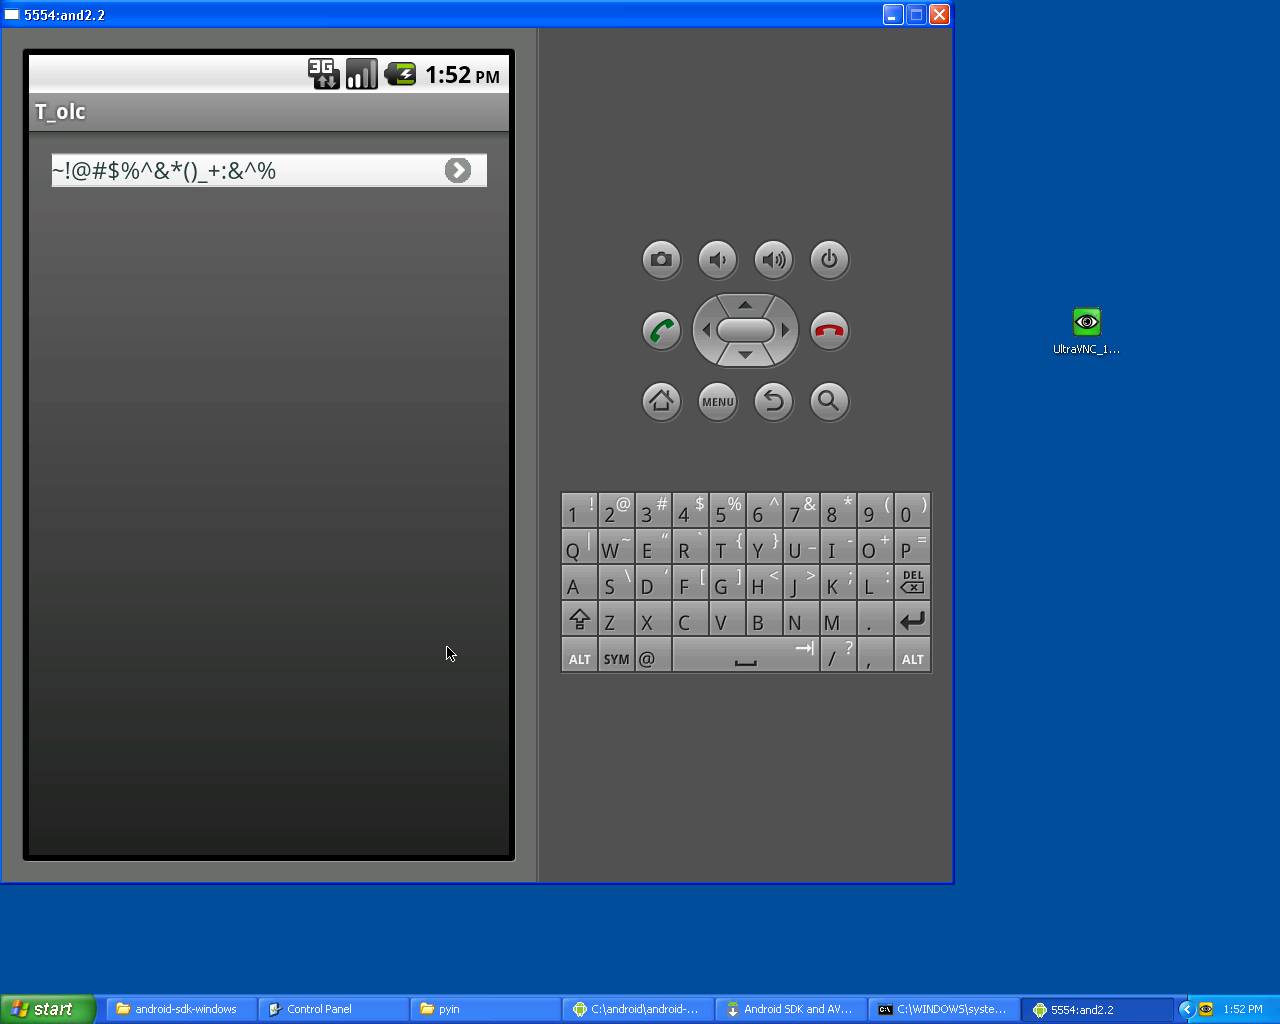 5554:and2.2
3G 1:52 PM
T_olc
~!@#$%^&*()_+:&^%
MENU
1 ! 2 @ 3 # 4 $ 5 % 6 ^ 7 & 8 * 9 ( 0 )
Q | W ~ E “ R ` T { Y } U _ I - O + P =
A S \ D ' F [ G ] H < J > K ; L : DEL
Z X C V B N M .
ALT SYM @ / ? , ALT
UltraVNC_1...
start android-sdk-windows Control Panel pyin C:\android\android-... Android SDK and AV... C:\WINDOWS\syste... 5554:and2.2 1:52 PM